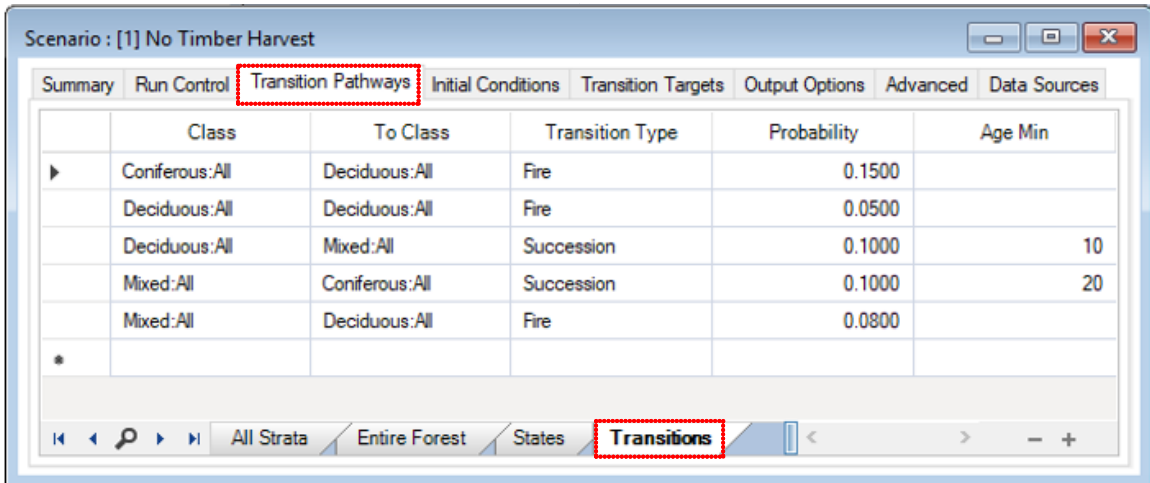 Scenario : [1] No Timber Harvest
Summary Run Control Transition Pathways Initial Conditions Transition Targets Output Options Advanced Data Sources
Class To Class Transition Type Probability Age Min
Coniferous:All Deciduous:All Fire 0.1500
Deciduous:All Deciduous:All Fire 0.0500
Deciduous:All Mixed:All Succession 0.1000 10
Mixed:All Coniferous:All Succession 0.1000 20
Mixed:All Deciduous:All Fire 0.0800
All Strata Entire Forest States Transitions